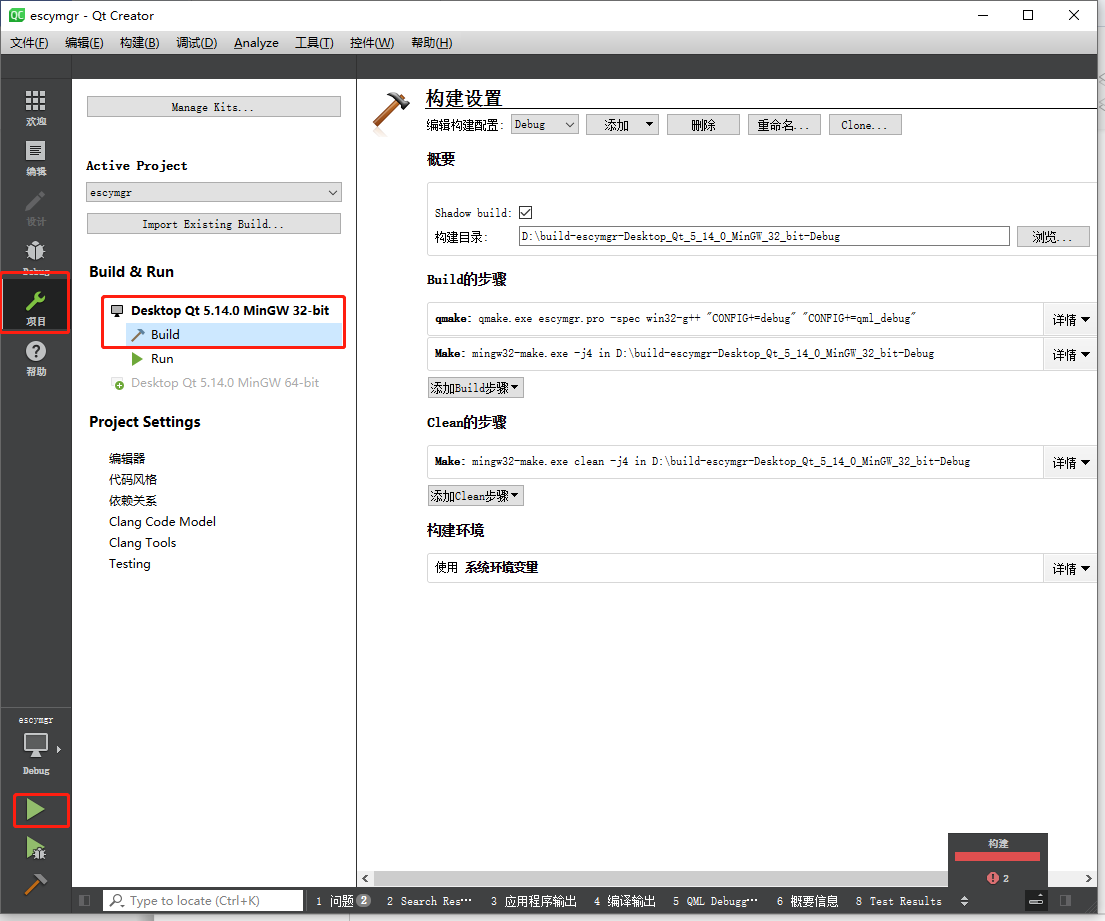 QC escymgr - Qt Creator
文件(F) 编辑(E) 构建(B) 调试(D) Analyze 工具(T) 控件(W) 帮助(H)
欢迎
编辑
设计
Debug
项目
帮助
escymgr
Debug
Manage Kits...
Active Project
escymgr
Import Existing Build...
Build & Run
Desktop Qt 5.14.0 MinGW 32-bit
Build
Run
Desktop Qt 5.14.0 MinGW 64-bit
Project Settings
编辑器
代码风格
依赖关系
Clang Code Model
Clang Tools
Testing
构建设置
编辑构建配置: Debug 添加 删除 重命名... Clone...
概要
Shadow build:
构建目录: D:\build-escymgr-Desktop_Qt_5_14_0_MinGW_32_bit-Debug 浏览...
Build的步骤
qmake: qmake.exe escymgr.pro -spec win32-g++ "CONFIG+=debug" "CONFIG+=qml_debug" 详情
Make: mingw32-make.exe -j4 in D:\build-escymgr-Desktop_Qt_5_14_0_MinGW_32_bit-Debug 详情
添加Build步骤
Clean的步骤
Make: mingw32-make.exe clean -j4 in D:\build-escymgr-Desktop_Qt_5_14_0_MinGW_32_bit-Debug 详情
添加Clean步骤
构建环境
使用 系统环境变量 详情
构建
2
Type to locate (Ctrl+K) 1 问题 2 2 Search Res··· 3 应用程序输出 4 编译输出 5 QML Debugg··· 6 概要信息 8 Test Results